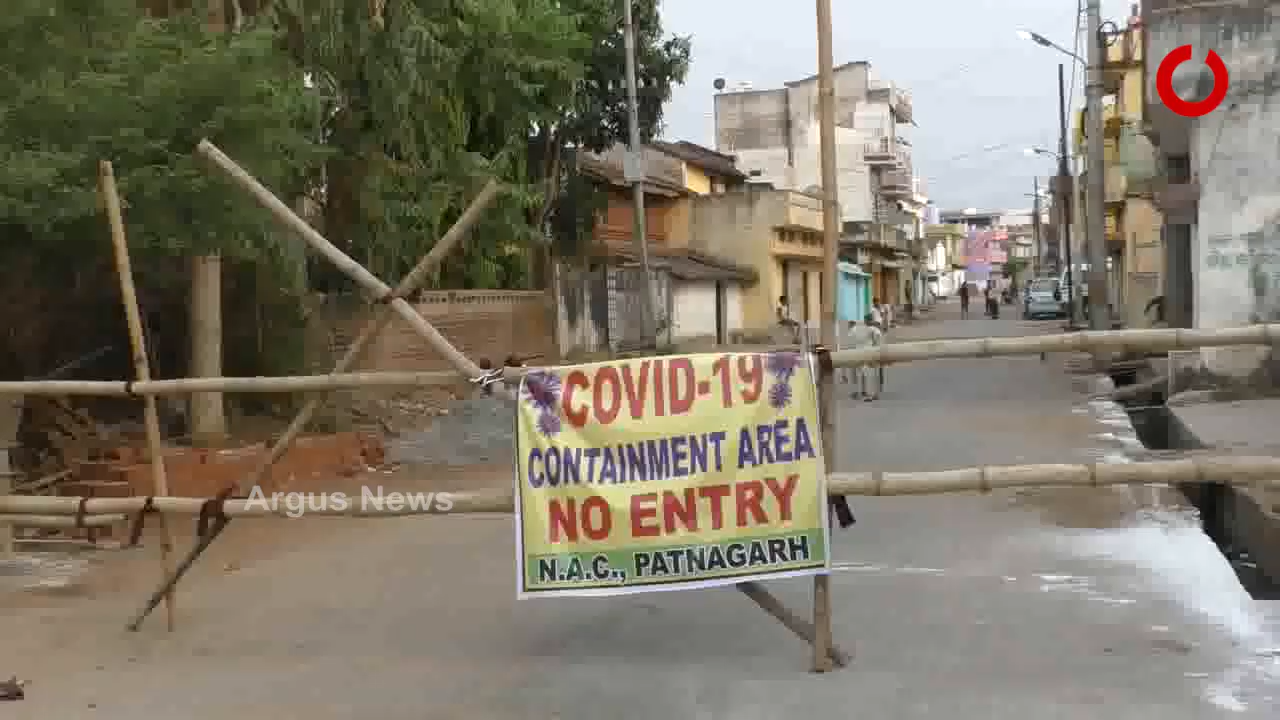 COVID-19
CONTAINMENT AREA
NO ENTRY
N.A.C., PATNAGARH
Argus News